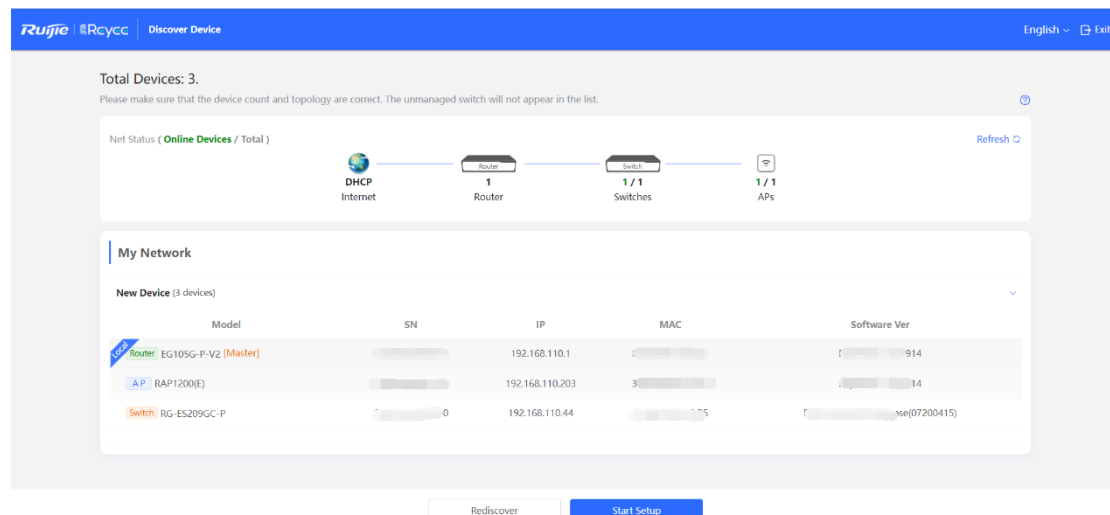 Ruijie Rcycc Discover Device English Exit
Total Devices: 3.
Please make sure that the device count and topology are correct. The unmanaged switch will not appear in the list.
Net Status ( Online Devices / Total ) Refresh
Router Switch
DHCP 1 1 / 1 1 / 1
Internet Router Switches APs
My Network
New Device (3 devices)
Model SN IP MAC Software Ver
Local Router EG105G-P-V2 [Master] 192.168.110.1 914
AP RAP1200(E) 192.168.110.203 3 14
Switch RG-ES209GC-P 0 192.168.110.44 ase(07200415)
Rediscover Start Setup